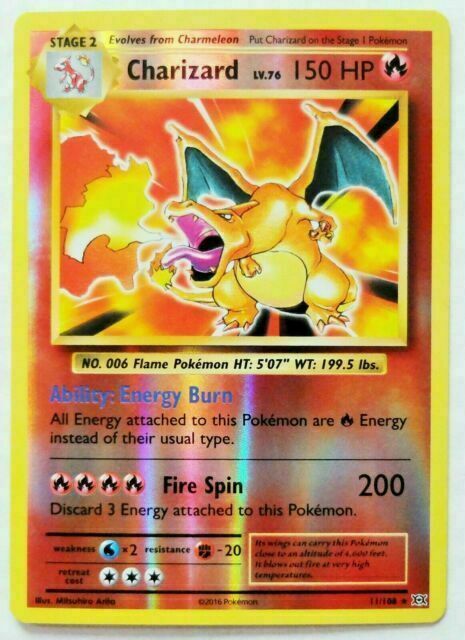 STAGE 2 Evolves from Charmeleon Put Charizard on the Stage 1 Pokémon
Charizard LV.76 150 HP
NO. 006 Flame Pokémon HT: 5'07" WT: 199.5 lbs.
Ability: Energy Burn
All Energy attached to this Pokémon are Energy
instead of their usual type.
Fire Spin 200
Discard 3 Energy attached to this Pokémon.
weakness ×2 resistance -20
retreat
cost
Its wings can carry this Pokémon
close to an altitude of 4,600 feet.
It blows out fire at very high
temperatures.
Illus. Mitsuhiro Arita ©2016 Pokémon 11/108 ★